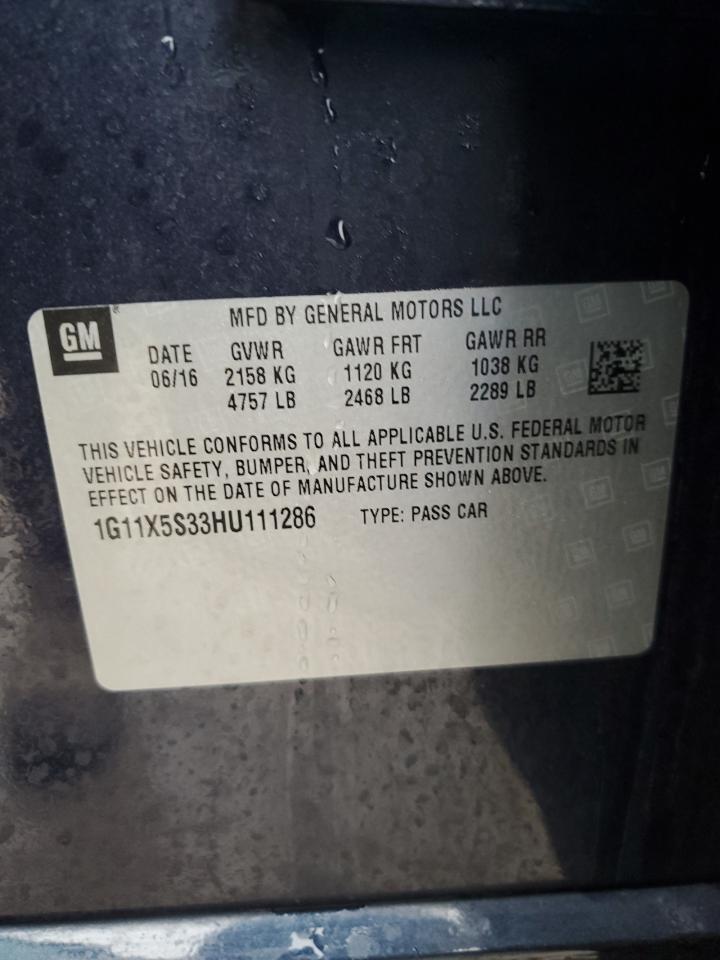 GM
MFD BY GENERAL MOTORS LLC
DATE GVWR GAWR FRT GAWR RR
06/16 2158 KG 1120 KG 1038 KG
4757 LB 2468 LB 2289 LB
THIS VEHICLE CONFORMS TO ALL APPLICABLE U.S. FEDERAL MOTOR
VEHICLE SAFETY, BUMPER, AND THEFT PREVENTION STANDARDS IN
EFFECT ON THE DATE OF MANUFACTURE SHOWN ABOVE.
1G11X5S33HU111286 TYPE: PASS CAR